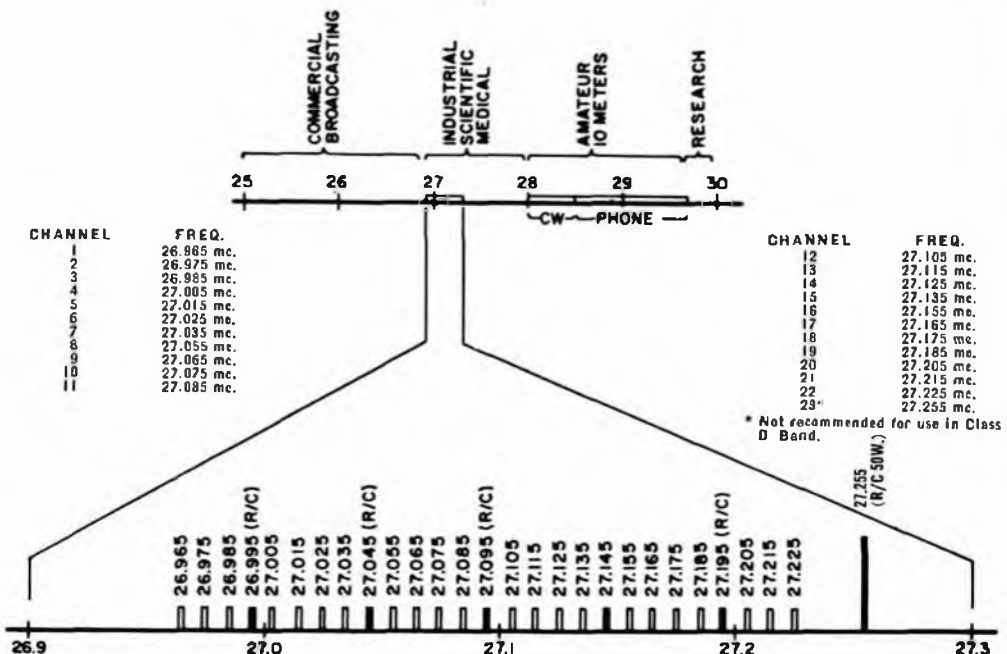 COMMERCIAL
BROADCASTING
INDUSTRIAL
SCIENTIFIC
MEDICAL
AMATEUR
10 METERS
RESEARCH
25 26 27 28 29 30
CW PHONE
CHANNEL FREQ.
1 26.965 mc.
2 26.975 mc.
3 26.985 mc.
4 27.005 mc.
5 27.015 mc.
6 27.025 mc.
7 27.035 mc.
8 27.055 mc.
9 27.065 mc.
10 27.075 mc.
11 27.085 mc.
CHANNEL FREQ.
12 27.105 mc.
13 27.115 mc.
14 27.125 mc.
15 27.135 mc.
16 27.155 mc.
17 27.165 mc.
18 27.175 mc.
19 27.185 mc.
20 27.205 mc.
21 27.215 mc.
22 27.225 mc.
23* 27.255 mc.
* Not recommended for use in Class
D Band.
26.965
26.975
26.985
26.995 (R/C)
27.005
27.015
27.025
27.035
27.045 (R/C)
27.055
27.065
27.075
27.085
27.095 (R/C)
27.105
27.115
27.125
27.135
27.145
27.155
27.165
27.175
27.185
27.195 (R/C)
27.205
27.215
27.225
27.255
(R/C 50W.)
26.9 27.0 27.1 27.2 27.3